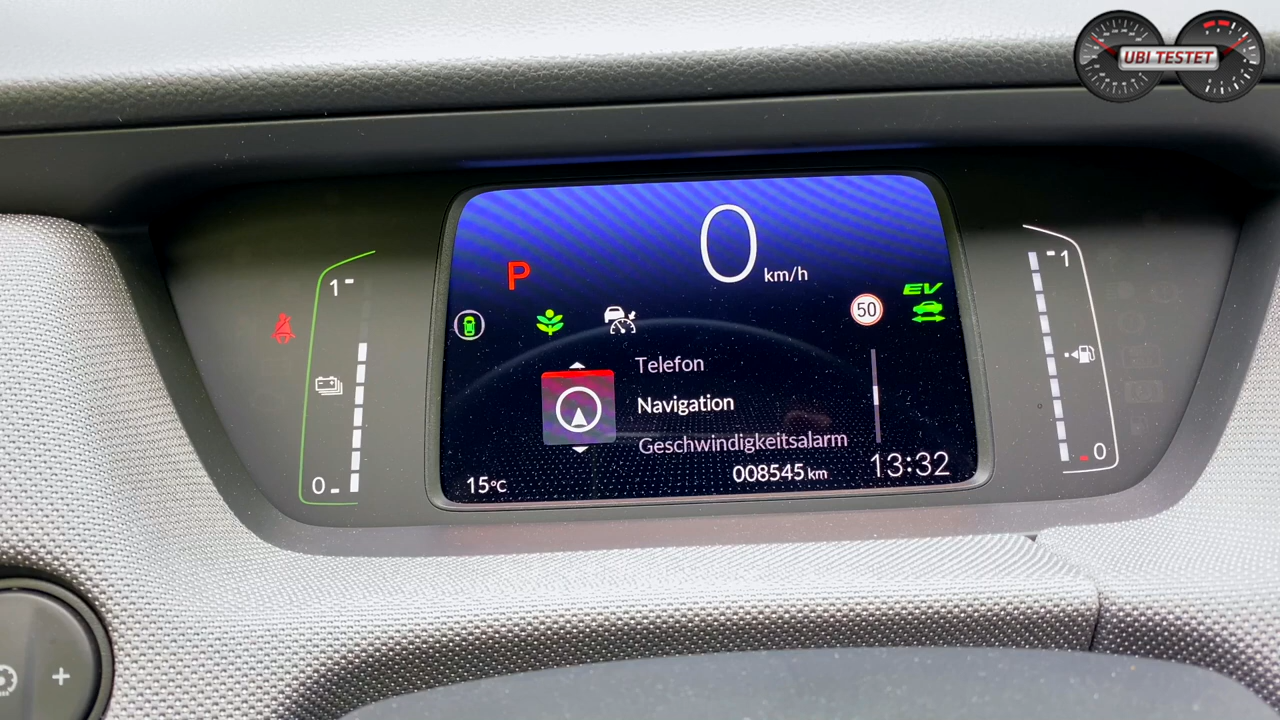 UBI TESTET
0 km/h
P
50
EV
1
1
Telefon
Navigation
Geschwindigkeitsalarm
0
0
008545 km
13:32
15°C
+